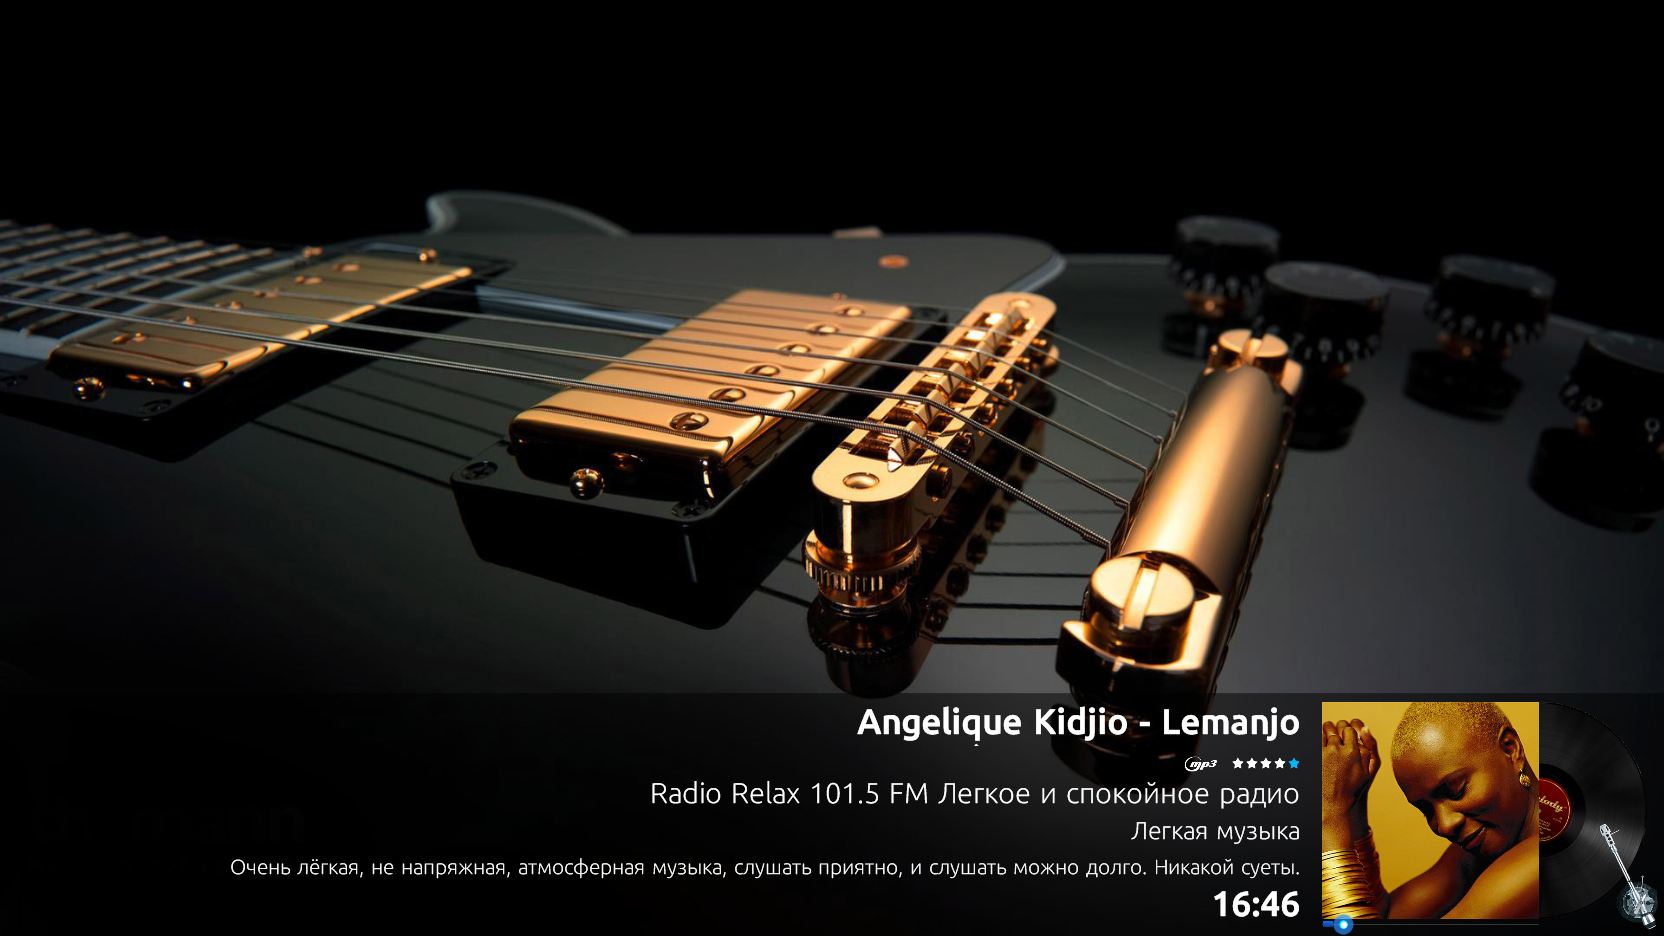 Angelique Kidjio - Lemanjo
mp3
Radio Relax 101.5 FM Легкое и спокойное радио
Легкая музыка
Очень лёгкая, не напряжная, атмосферная музыка, слушать приятно, и слушать можно долго. Никакой суеты.
16:46